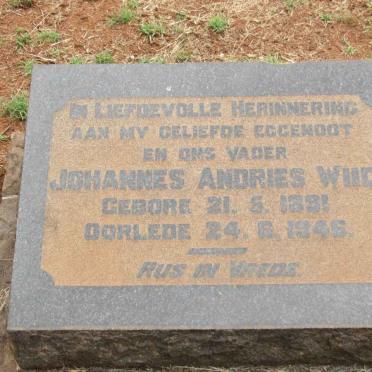 In Liefdevolle Herinnering
aan my geliefde eggenoot
en ons vader
Johannes Andries
Gebore 21. 5. 1891
Oorlede 24. 6. 1946.
Rus in Vrede.